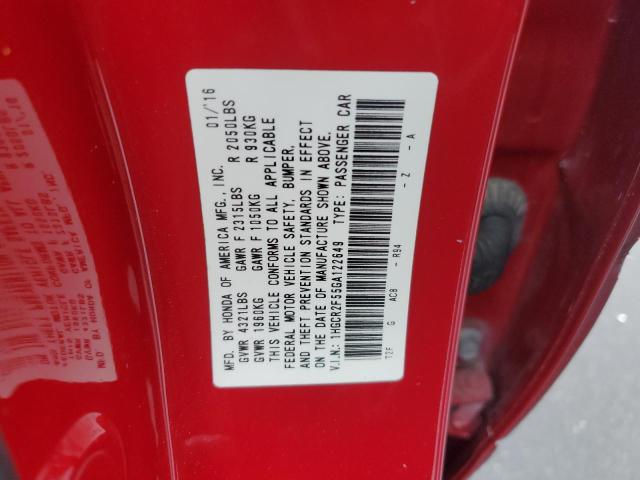 MFD. BY HONDA OF AMERICA MFG., INC. 01/'16
GVWR 4321LBS GAWR F 2315LBS R 2050LBS
GVWR 1960KG GAWR F 1050KG R 930KG
THIS VEHICLE CONFORMS TO ALL APPLICABLE
FEDERAL MOTOR VEHICLE SAFETY, BUMPER,
AND THEFT PREVENTION STANDARDS IN EFFECT
ON THE DATE OF MANUFACTURE SHOWN ABOVE.
V.I.N.: 1HGCR2F55GA122649 TYPE: PASSENGER CAR
T2F G AC8 - R94 - Z - A